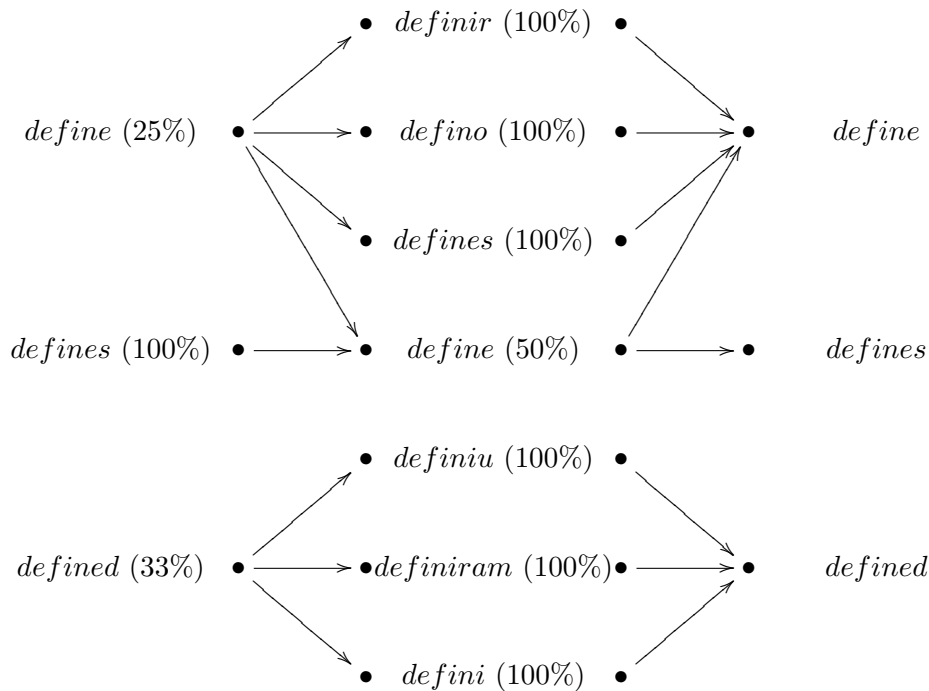 definir (100%)
define (25%) defino (100%) define
defines (100%)
defines (100%) define (50%) defines
definiu (100%)
defined (33%) definiram (100%) defined
defini (100%)